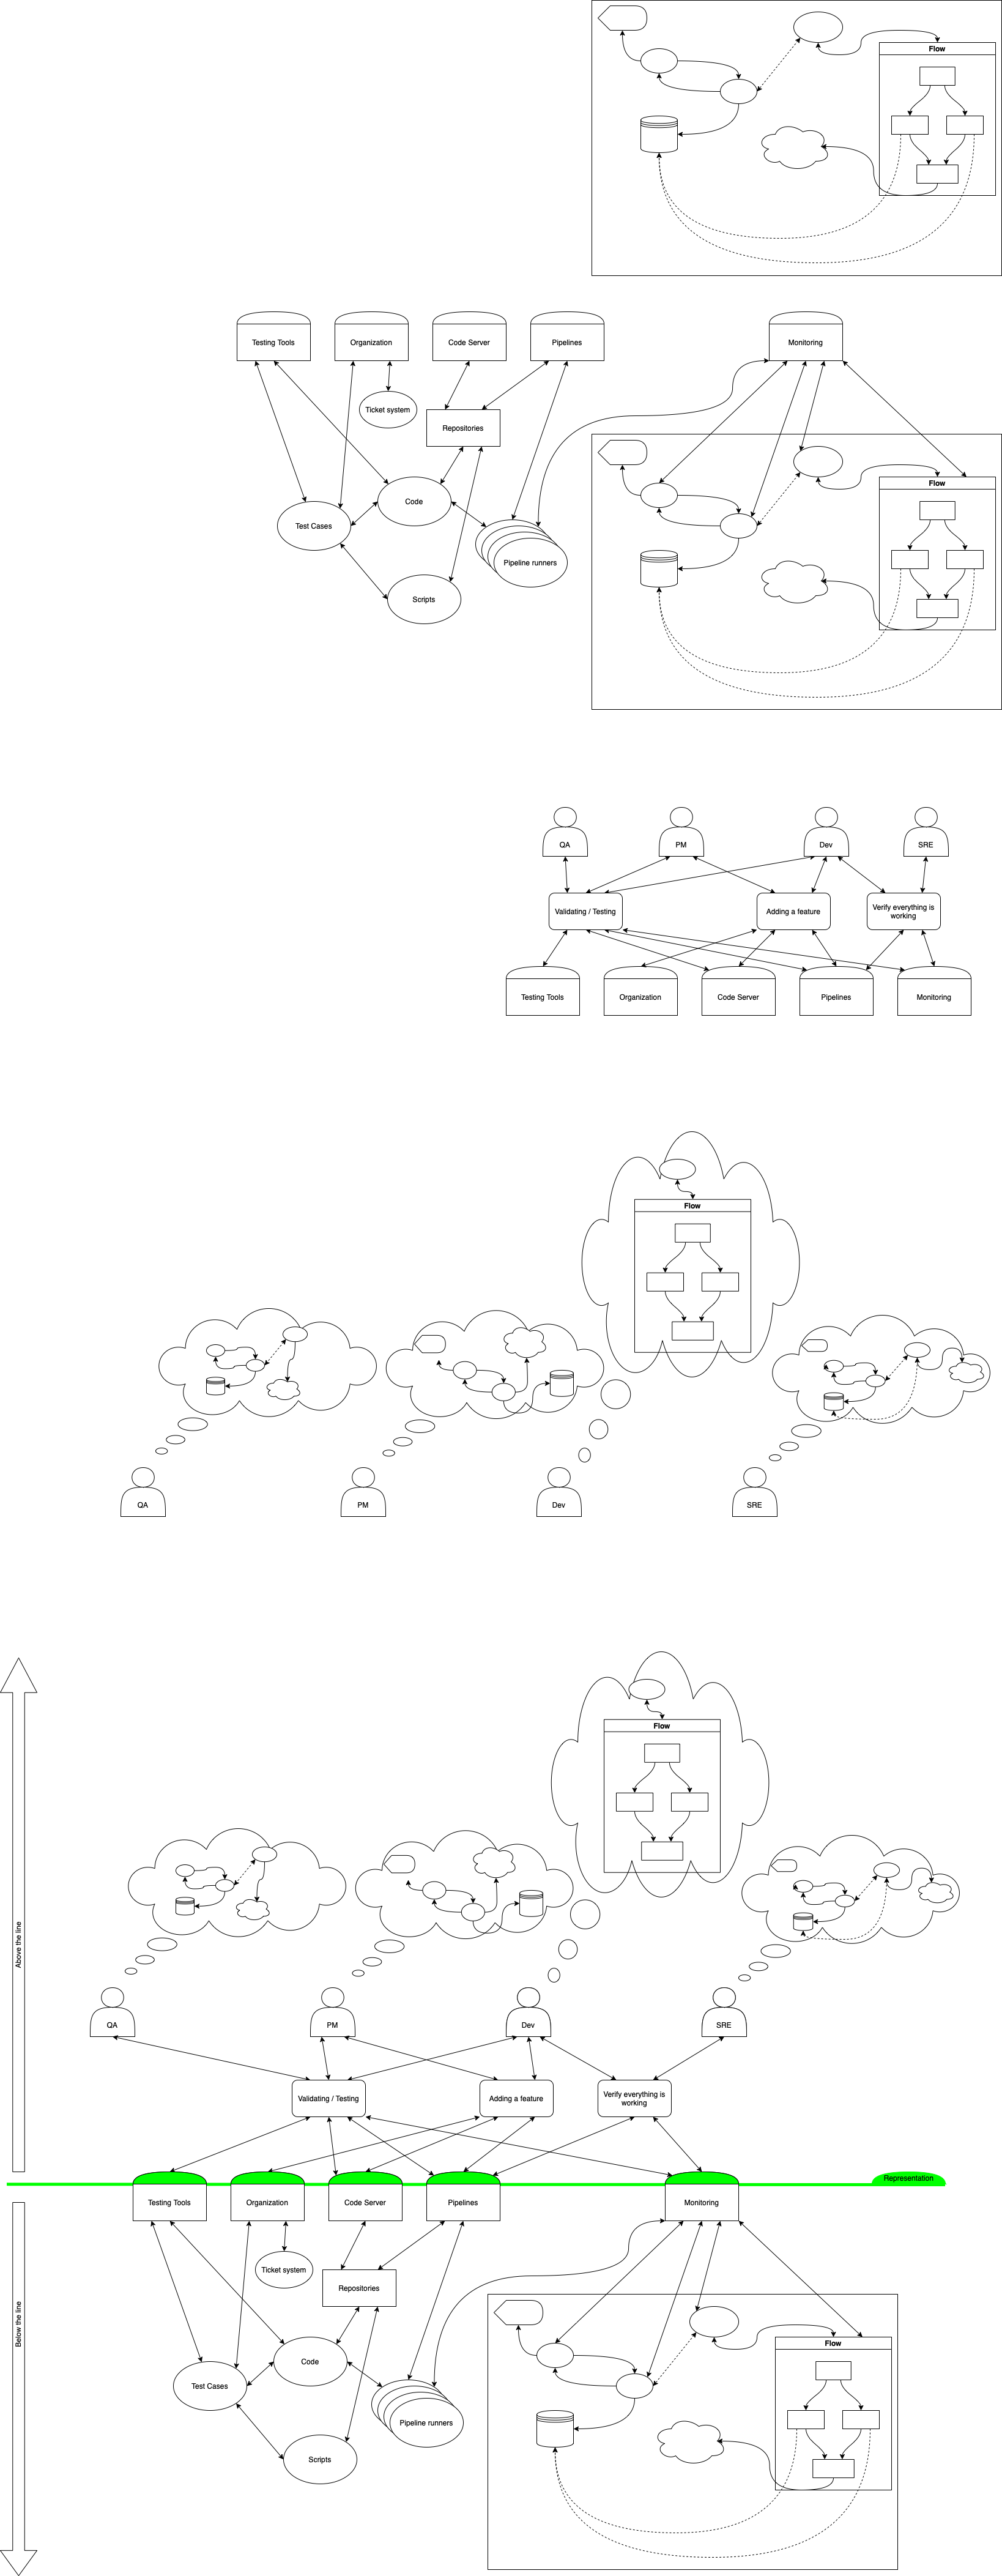 Flow
Testing Tools
Organization
Code Server
Pipelines
Monitoring
Ticket system
Repositories
Flow
Code
Test Cases
Pipeline runners
Scripts
QA
PM
Dev
SRE
Validating / Testing
Adding a feature
Verify everything is
working
Testing Tools
Organization
Code Server
Pipelines
Monitoring
Flow
QA
PM
Dev
SRE
Flow
Above the line
QA
PM
Dev
SRE
Validating / Testing
Adding a feature
Verify everything is
working
Representation
Testing Tools
Organization
Code Server
Pipelines
Monitoring
Ticket system
Repositories
Below the line
Flow
Code
Test Cases
Pipeline runners
Scripts